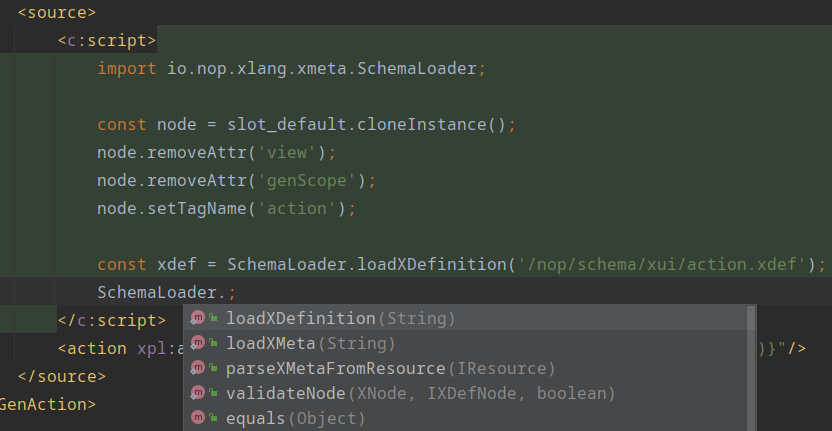 <source>
<c:script>
import io.nop.xlang.xmeta.SchemaLoader;
const node = slot_default.cloneInstance();
node.removeAttr('view');
node.removeAttr('genScope');
node.setTagName('action');
const xdef = SchemaLoader.loadXDefinition('/nop/schema/xui/action.xdef');
SchemaLoader.;
loadXDefinition(String)
</c:script>
loadXMeta(String)
<action xpl:a )}"/>
parseXMetaFromResource(IResource)
</source>
validateNode(XNode, IXDefNode, boolean)
GenAction>
equals(Object)